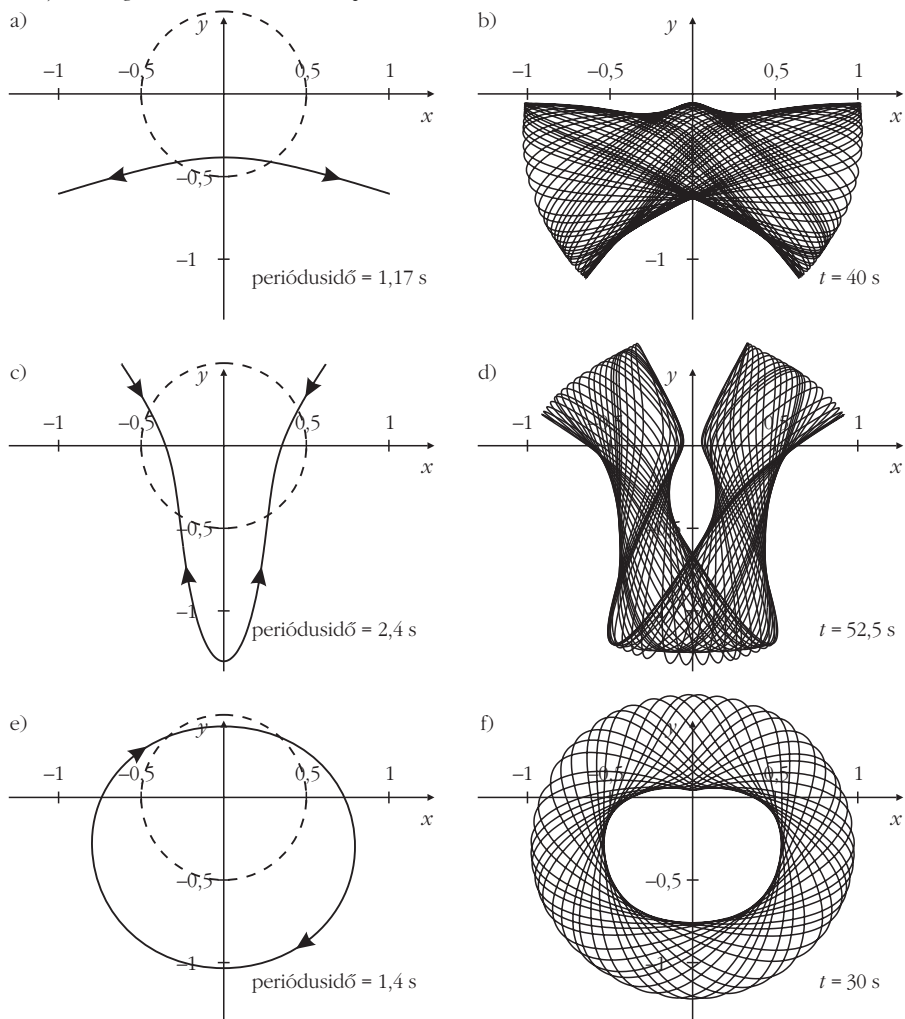 a)
y
–1
–0,5
0,5
1
x
–0,5
–1
periódusidő = 1,17 s
b)
y
–1
–0,5
0,5
1
x
–1
t = 40 s
c)
y
–1
–0,5
0,5
1
x
–0,5
–1
periódusidő = 2,4 s
d)
y
–1
1
x
t = 52,5 s
e)
y
–1
–0,5
0,5
1
x
–0,5
–1
periódusidő = 1,4 s
f)
y
–1
–0,5
0,5
1
x
–0,5
–1
t = 30 s